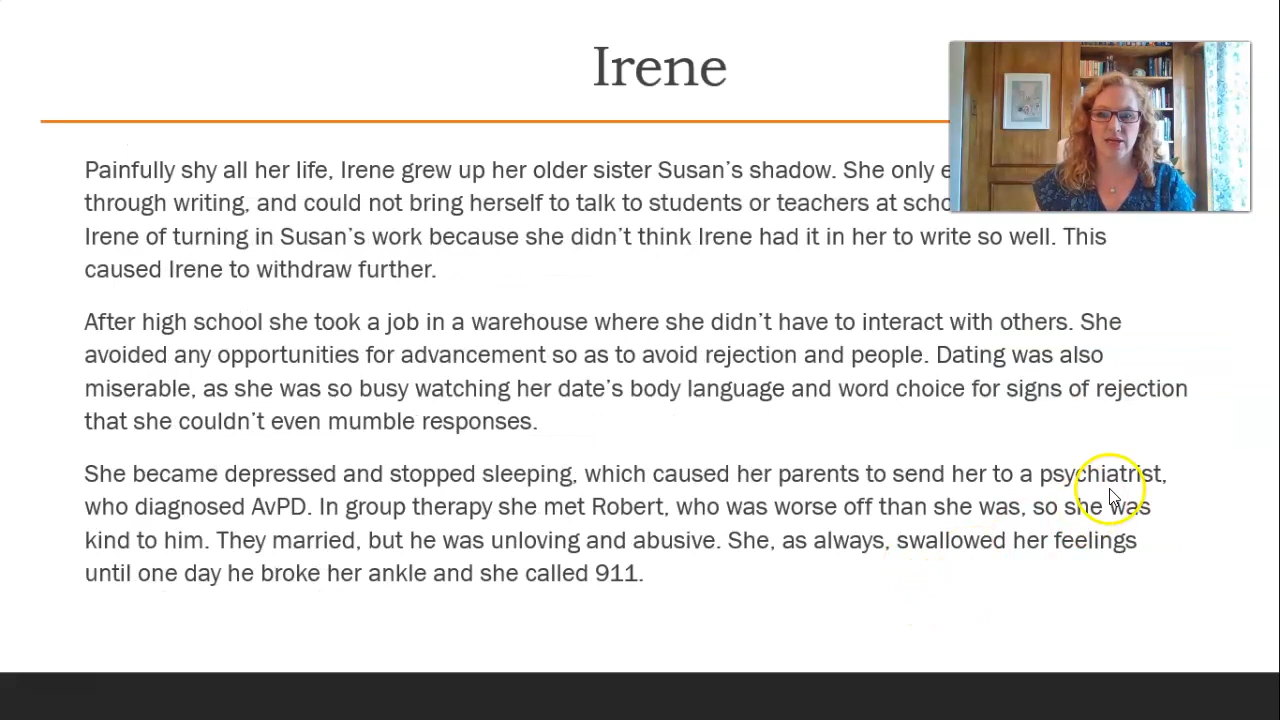 Irene
Painfully shy all her life, Irene grew up her older sister Susan’s shadow. She only
through writing, and could not bring herself to talk to students or teachers at
Irene of turning in Susan’s work because she didn’t think Irene had it in her to write so well. This
caused Irene to withdraw further.
After high school she took a job in a warehouse where she didn’t have to interact with others. She
avoided any opportunities for advancement so as to avoid rejection and people. Dating was also
miserable, as she was so busy watching her date’s body language and word choice for signs of rejection
that she couldn’t even mumble responses.
She became depressed and stopped sleeping, which caused her parents to send her to a psychiatrist,
who diagnosed AvPD. In group therapy she met Robert, who was worse off than she was, so she was
kind to him. They married, but he was unloving and abusive. She, as always, swallowed her feelings
until one day he broke her ankle and she called 911.